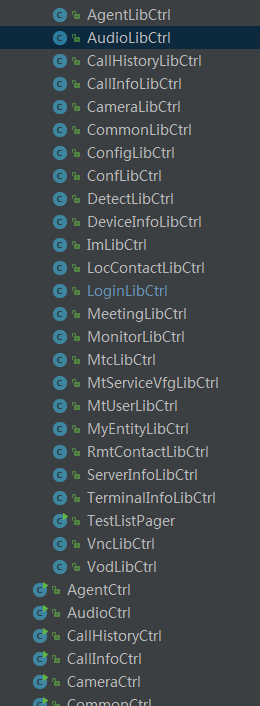 AgentLibCtrl
AudioLibCtrl
CallHistoryLibCtrl
CallInfoLibCtrl
CameraLibCtrl
CommonLibCtrl
ConfigLibCtrl
ConfLibCtrl
DetectLibCtrl
DeviceInfoLibCtrl
ImLibCtrl
LocContactLibCtrl
LoginLibCtrl
MeetingLibCtrl
MonitorLibCtrl
MtcLibCtrl
MtServiceVfgLibCtrl
MtUserLibCtrl
MyEntityLibCtrl
RmtContactLibCtrl
ServerInfoLibCtrl
TerminalInfoLibCtrl
TestListPager
VncLibCtrl
VodLibCtrl
AgentCtrl
AudioCtrl
CallHistoryCtrl
CallInfoCtrl
CameraCtrl
CommonCtrl